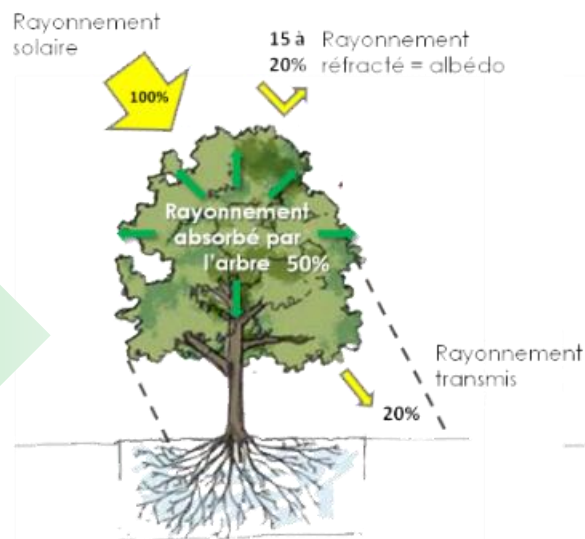 Rayonnement
solaire
100%
15 à
20%
Rayonnement
réfracté = albédo
Rayonnement
absorbé par
l'arbre 50%
Rayonnement
transmis
20%